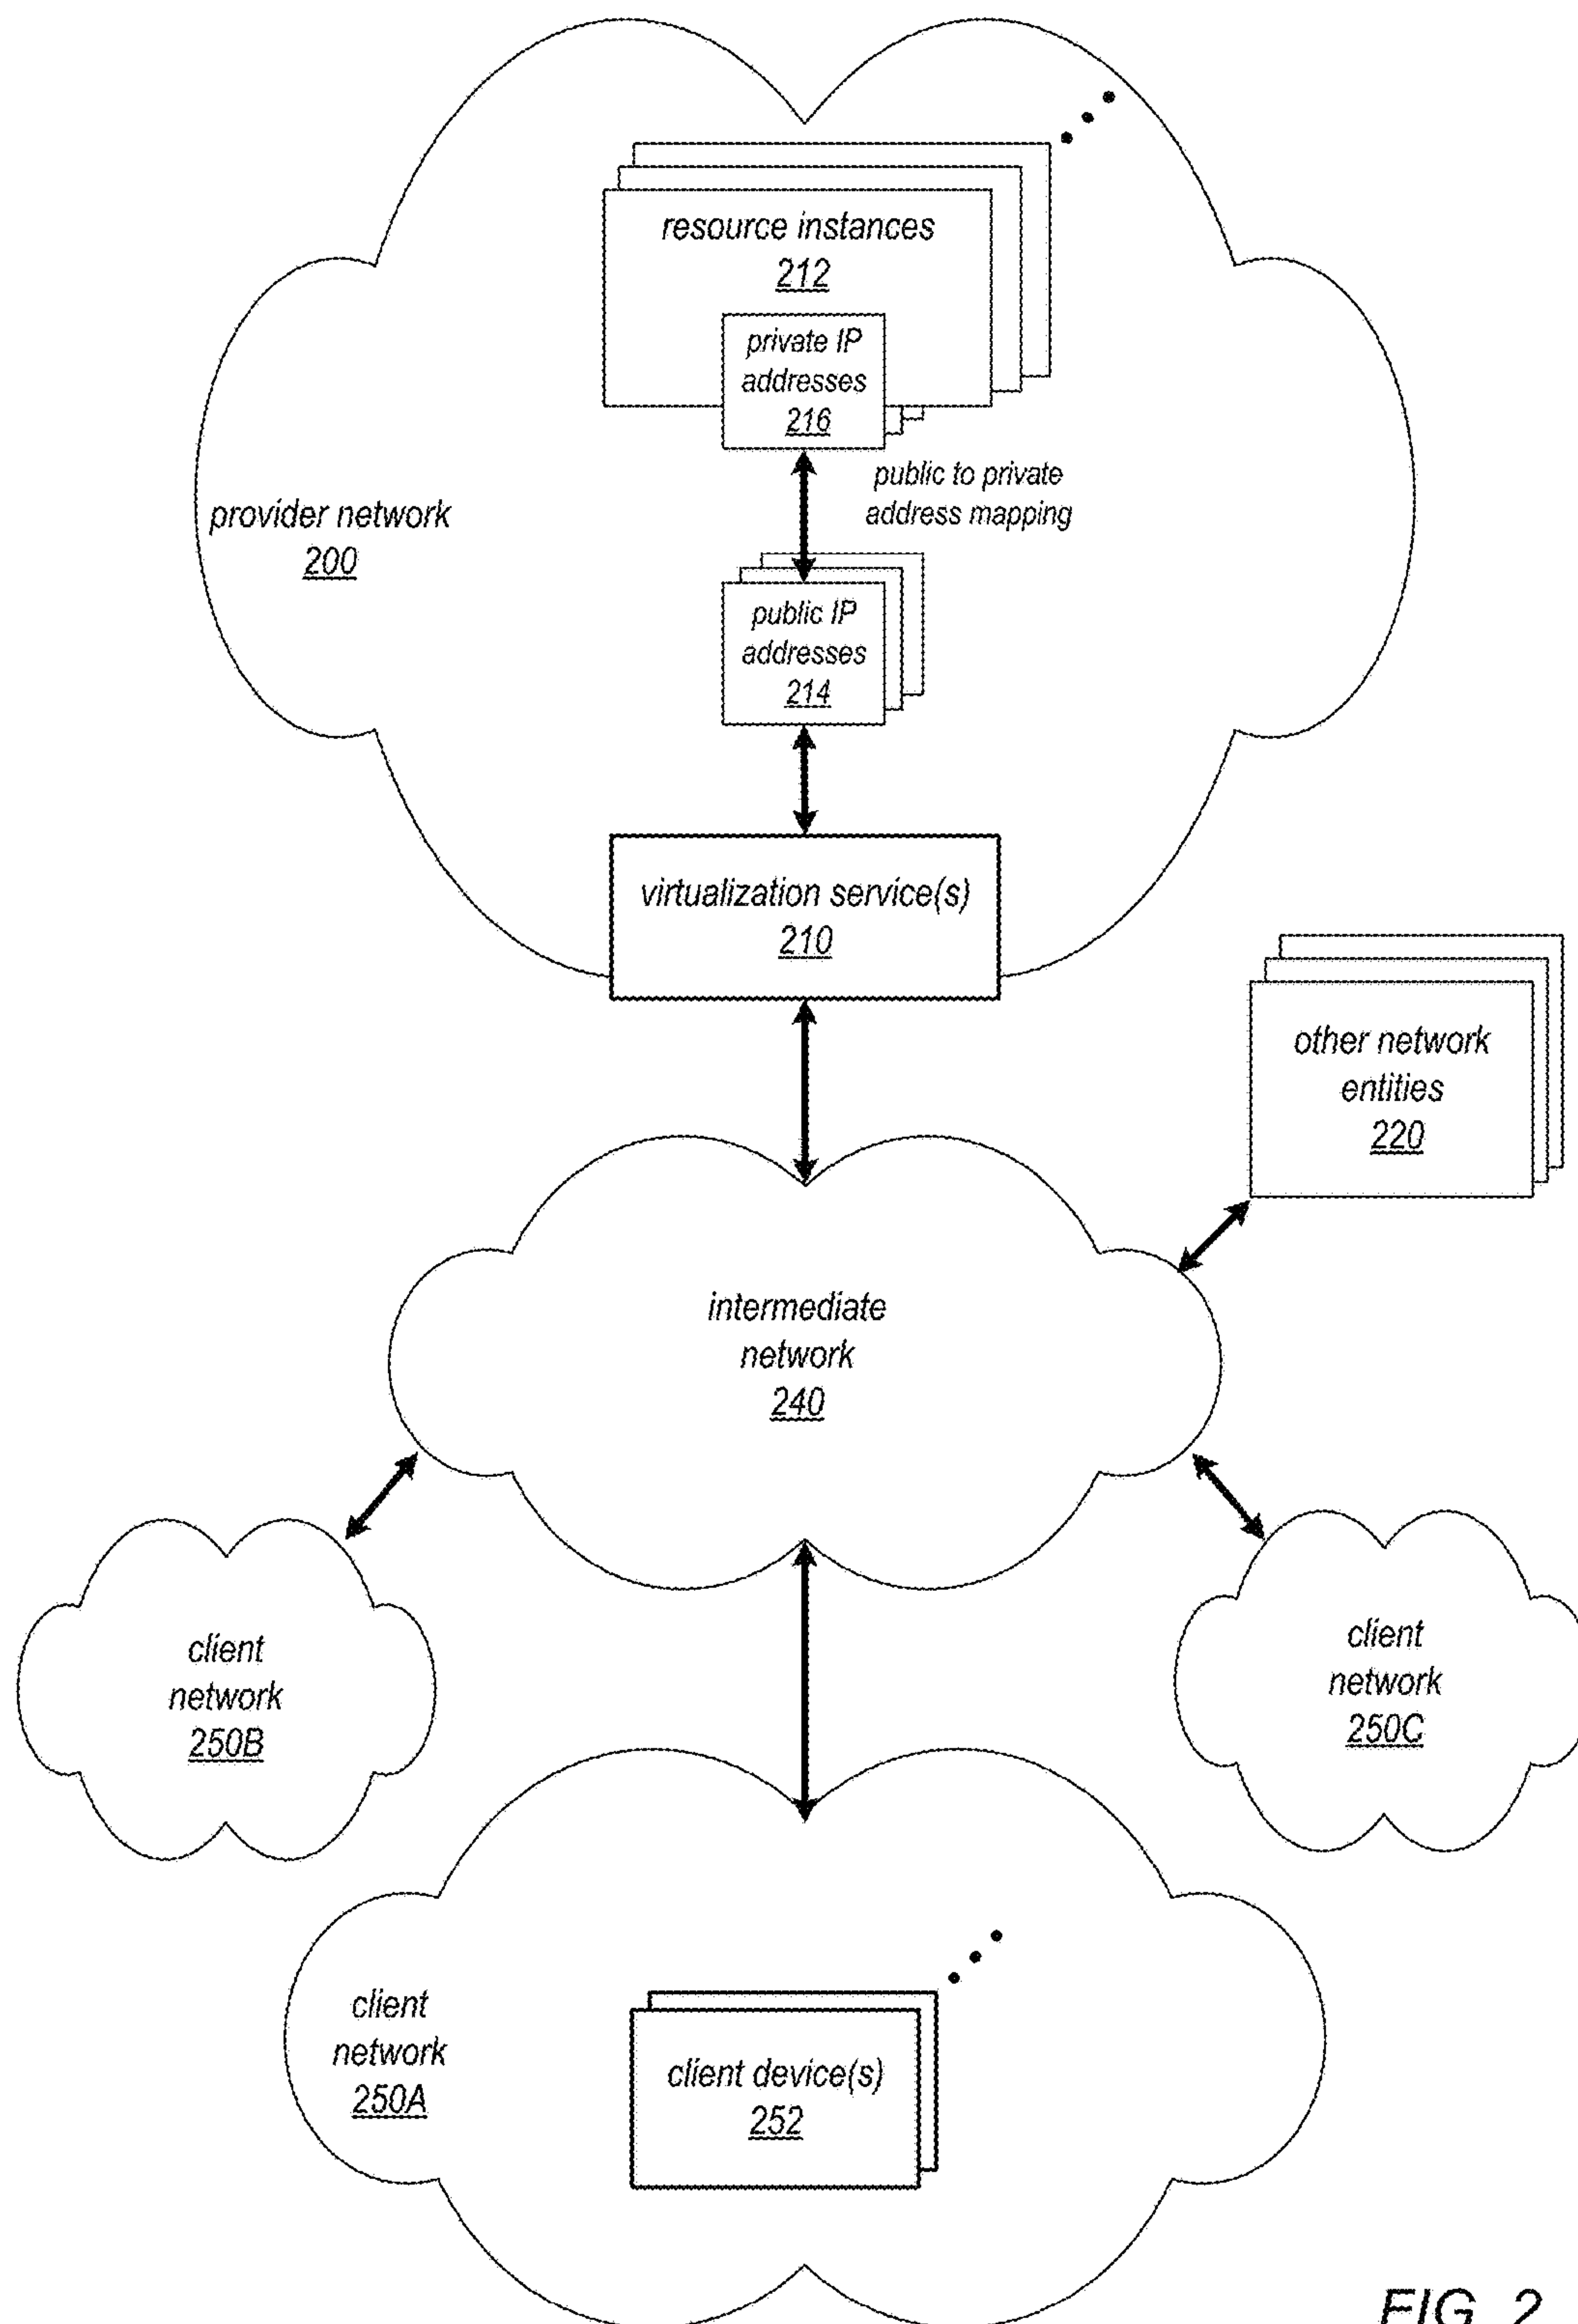 resource instances
212
private IP
addresses
216
public to private
address mapping
provider network
200
public IP
addresses
214
virtualization service(s)
210
other network
entities
220
intermediate
network
240
client
network
250B
client
network
250C
client
network
250A
client device(s)
252
FIG. 2